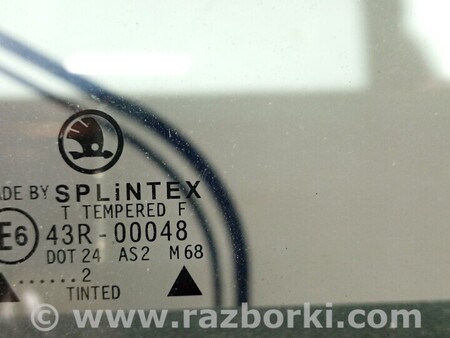 ADE BY SPLiNTEX
T TEMPERED F
E6 43R-00048
DOT 24 AS2 M68
.......2
TINTED
www.razborki.com